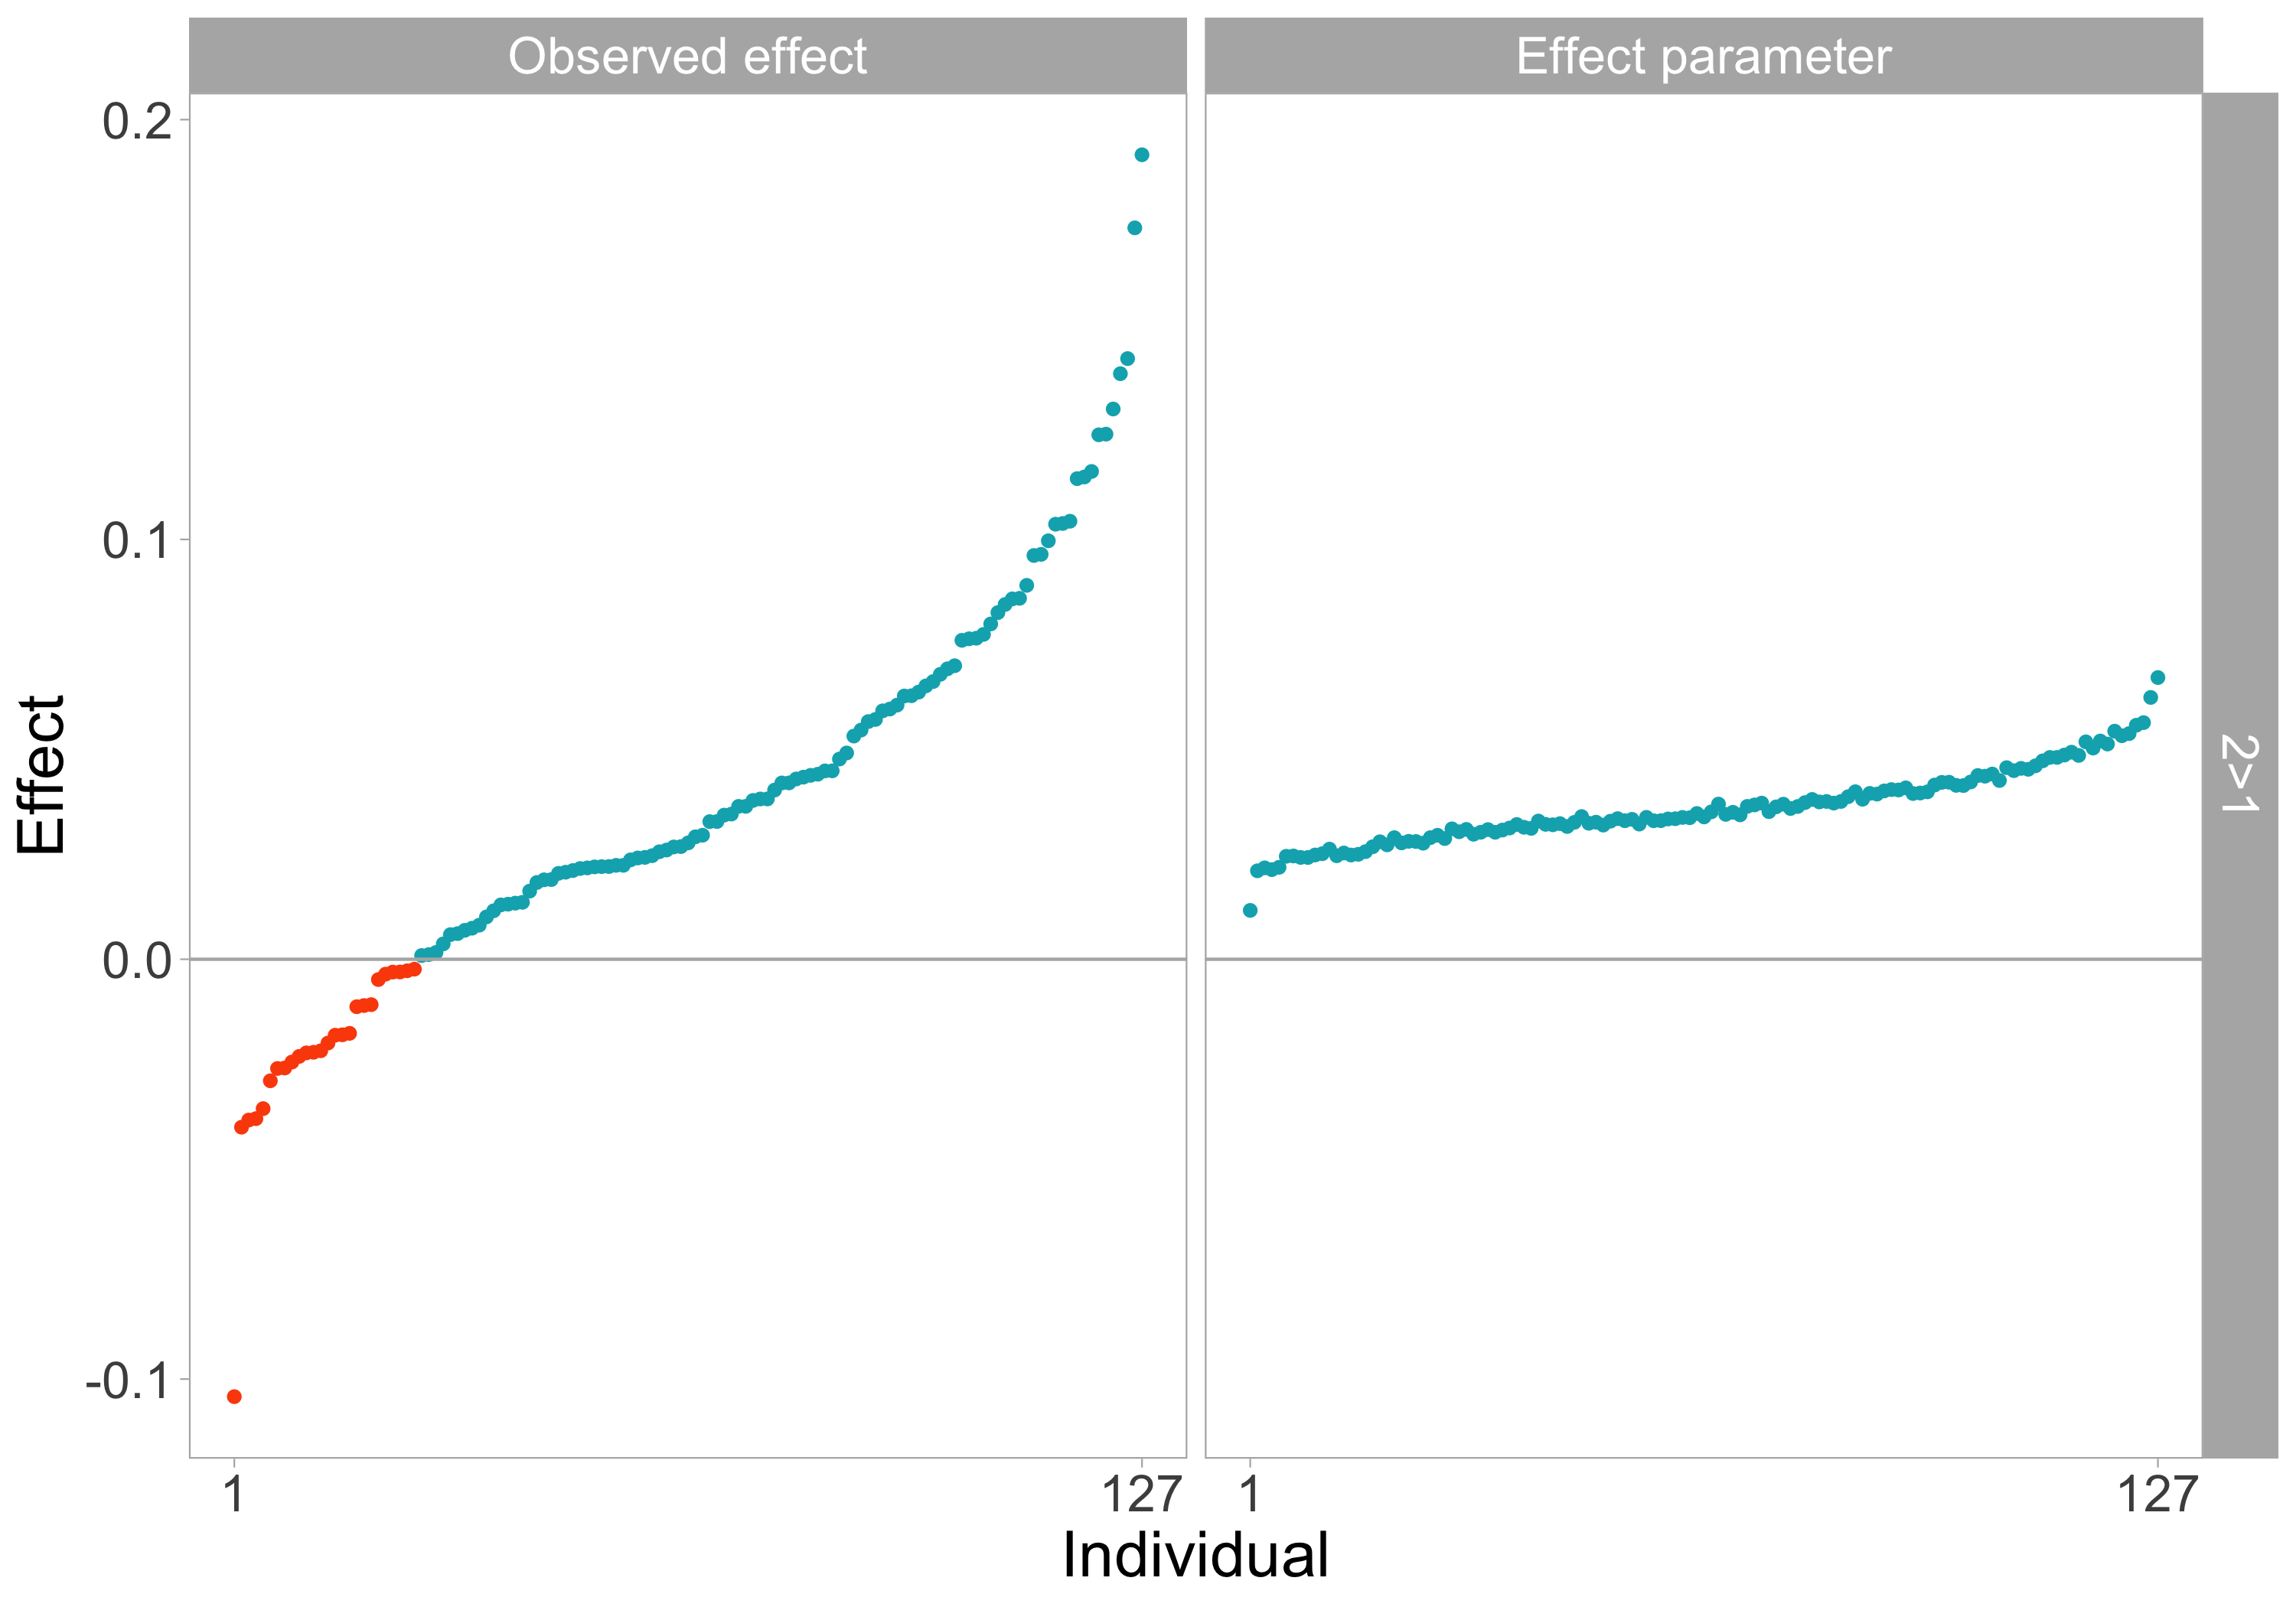 Observed effect
Effect parameter
0.2
0.1
0.0
-0.1
Effect
1<2
1
127
1
127
Individual